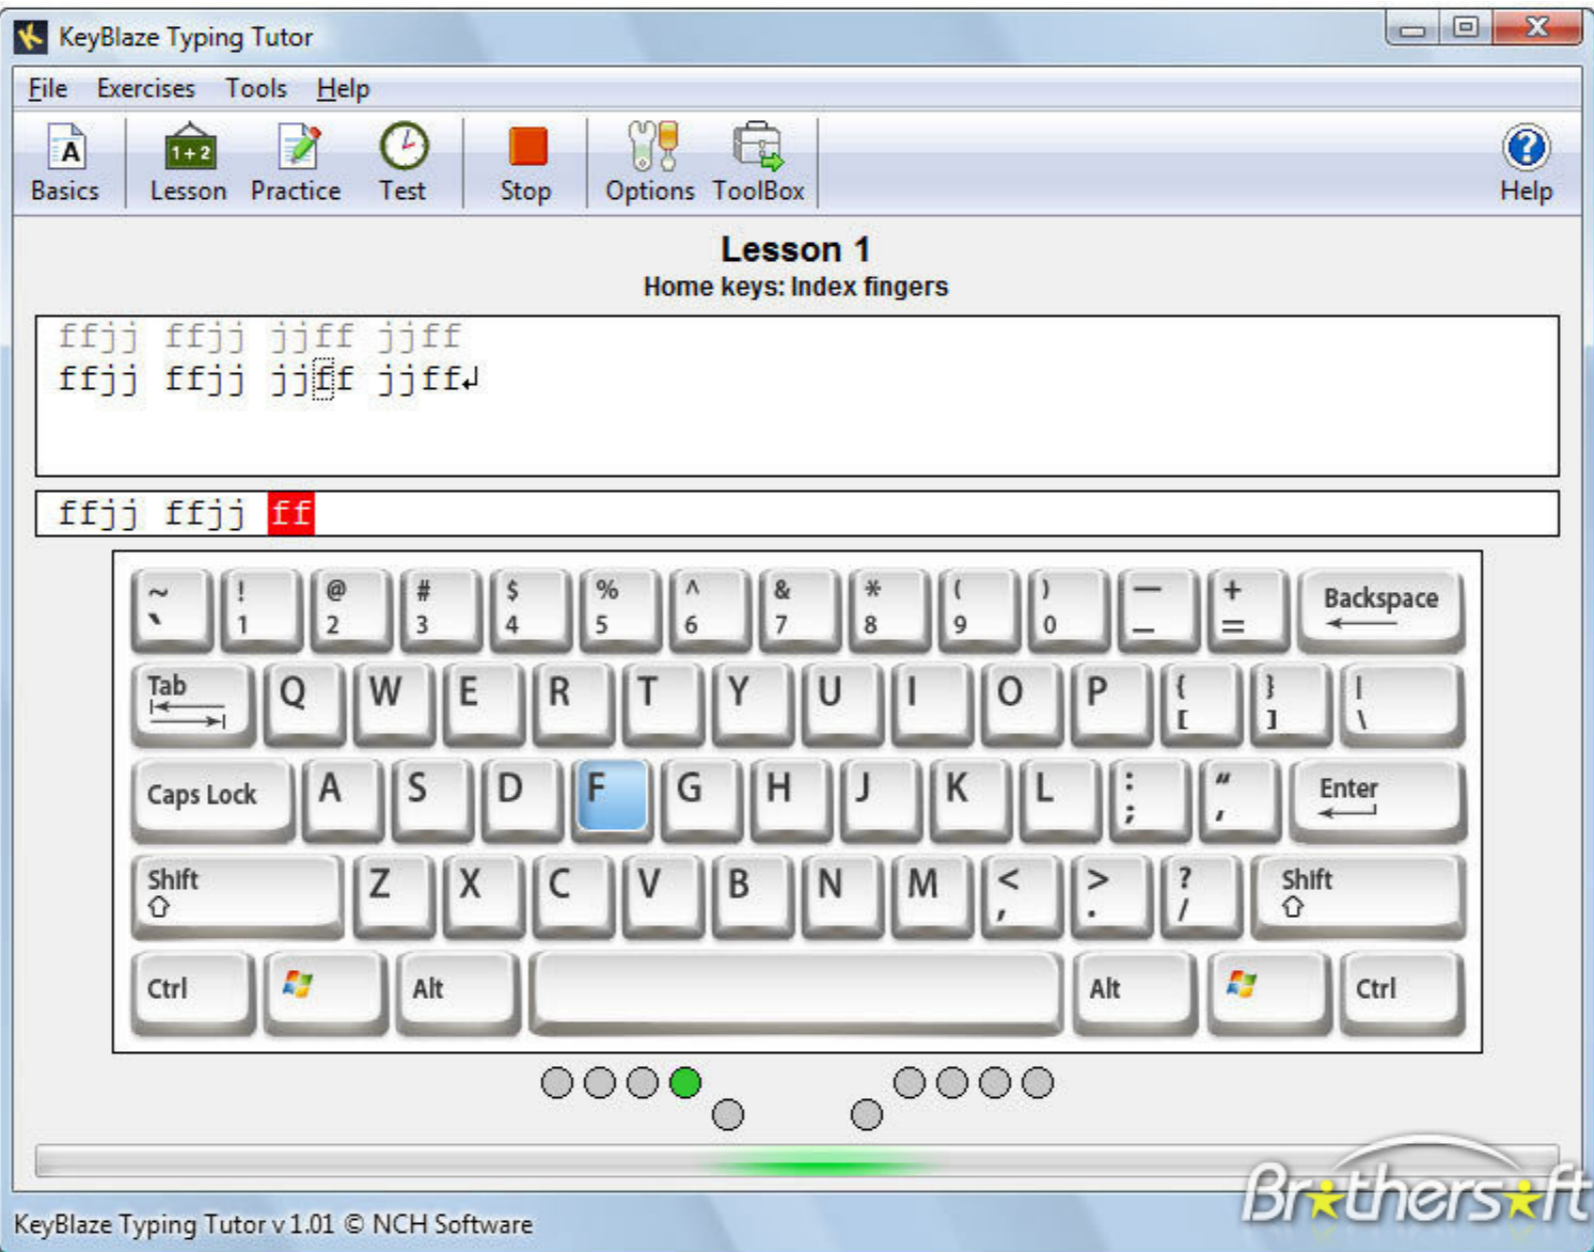 KeyBlaze Typing Tutor
File Exercises Tools Help
Basics Lesson Practice Test Stop Options ToolBox Help
1+2
Lesson 1
Home keys: Index fingers
ffjj ffjj jjff jjff
ffjj ffjj jjff jjff↵
ffjj ffjj ff
~ ! @ # $ % ^ & * ( ) — + Backspace
` 1 2 3 4 5 6 7 8 9 0 – =
Tab Q W E R T Y U I O P { [ } ] | \
Caps Lock A S D F G H J K L : ; " , Enter
Shift Z X C V B N M < , > . ? / Shift
Ctrl Alt Alt Ctrl
KeyBlaze Typing Tutor v 1.01 © NCH Software
Brothersoft